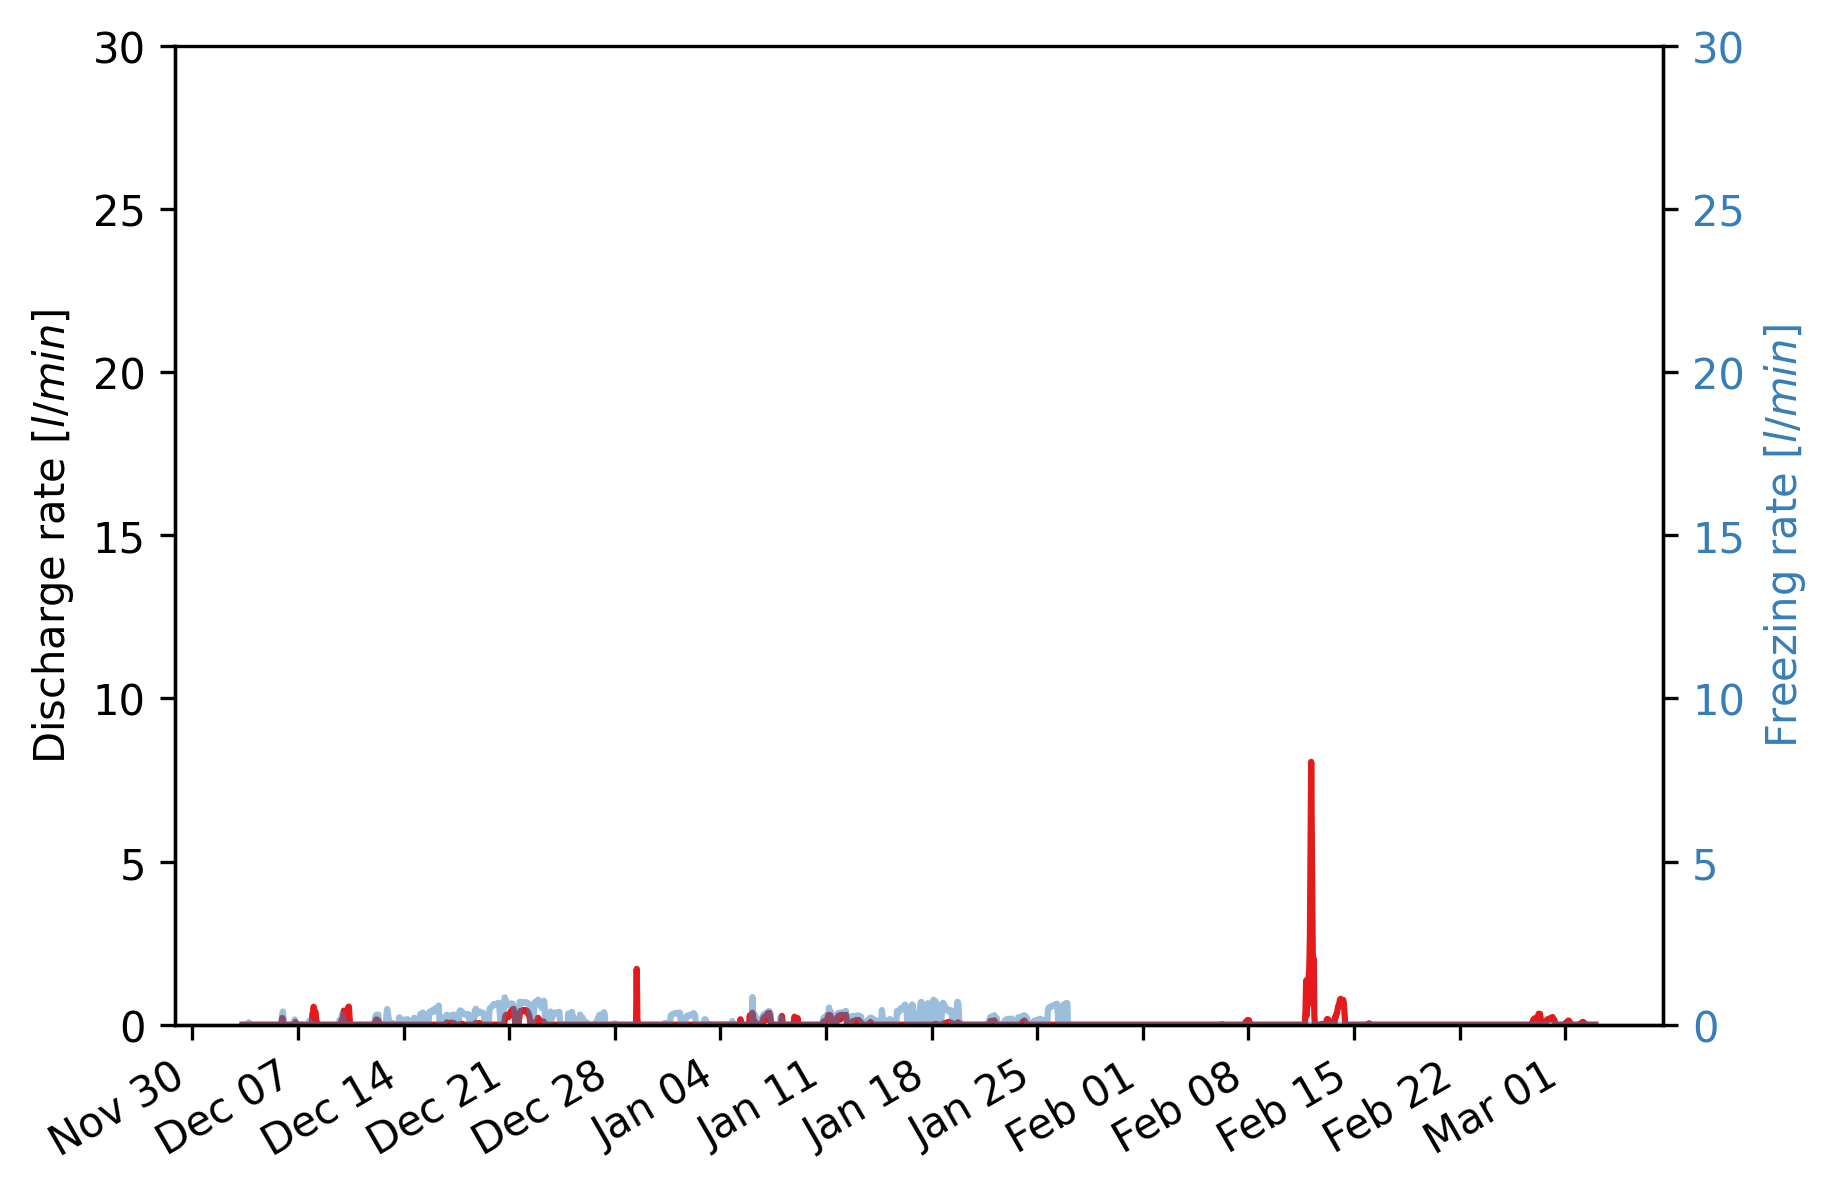 30
25
20
15
10
5
0
Discharge rate [l/min]
30
25
20
15
10
5
0
Freezing rate [l/min]
Nov 30
Dec 07
Dec 14
Dec 21
Dec 28
Jan 04
Jan 11
Jan 18
Jan 25
Feb 01
Feb 08
Feb 15
Feb 22
Mar 01